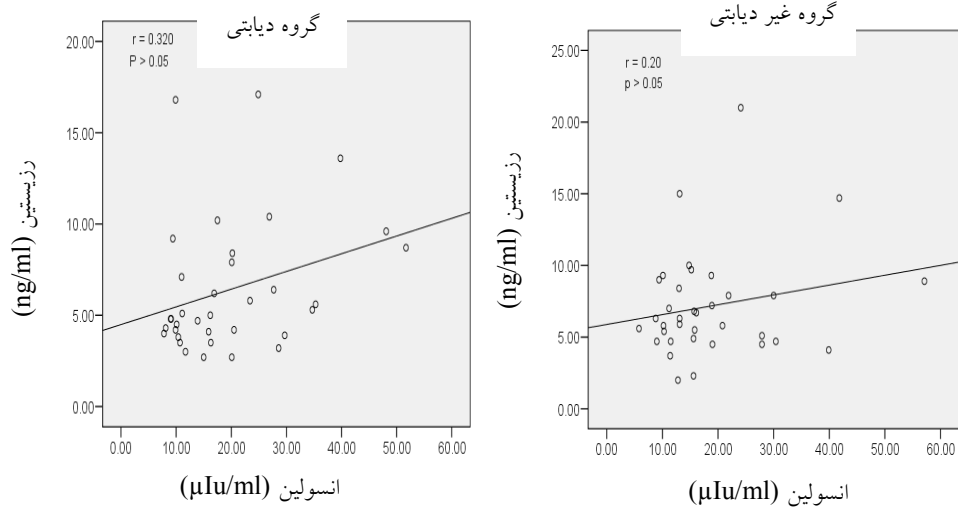 گروه دیابتی
r = 0.320
P > 0.05
20.00
15.00
10.00
5.00
0.00
0.00 10.00 20.00 30.00 40.00 50.00 60.00
رزیستین (ng/ml)
انسولین (µIu/ml)
گروه غیر دیابتی
r = 0.20
p > 0.05
25.00
20.00
15.00
10.00
5.00
0.00
0.00 10.00 20.00 30.00 40.00 50.00 60.00
رزیستین (ng/ml)
انسولین (µIu/ml)